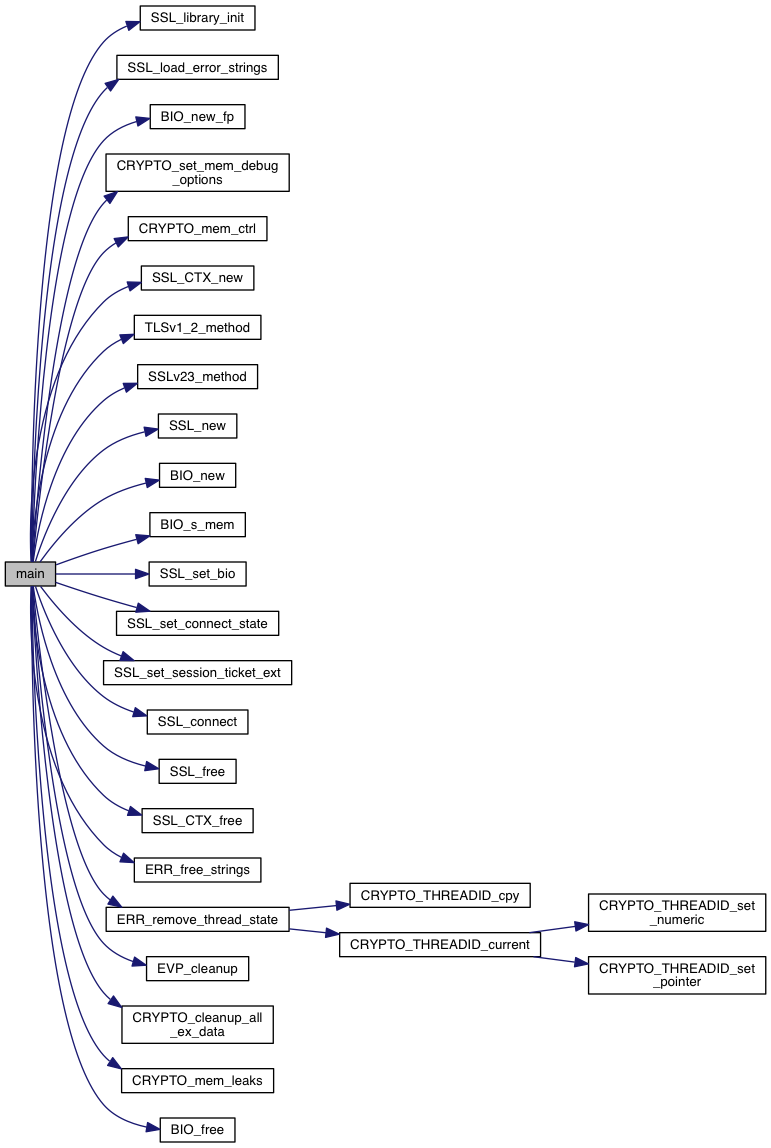 SSL_library_init
SSL_load_error_strings
BIO_new_fp
CRYPTO_set_mem_debug
_options
CRYPTO_mem_ctrl
SSL_CTX_new
TLSv1_2_method
SSLv23_method
SSL_new
BIO_new
BIO_s_mem
main
SSL_set_bio
SSL_set_connect_state
SSL_set_session_ticket_ext
SSL_connect
SSL_free
SSL_CTX_free
ERR_free_strings
ERR_remove_thread_state
CRYPTO_THREADID_cpy
CRYPTO_THREADID_current
CRYPTO_THREADID_set
_numeric
CRYPTO_THREADID_set
_pointer
EVP_cleanup
CRYPTO_cleanup_all
_ex_data
CRYPTO_mem_leaks
BIO_free